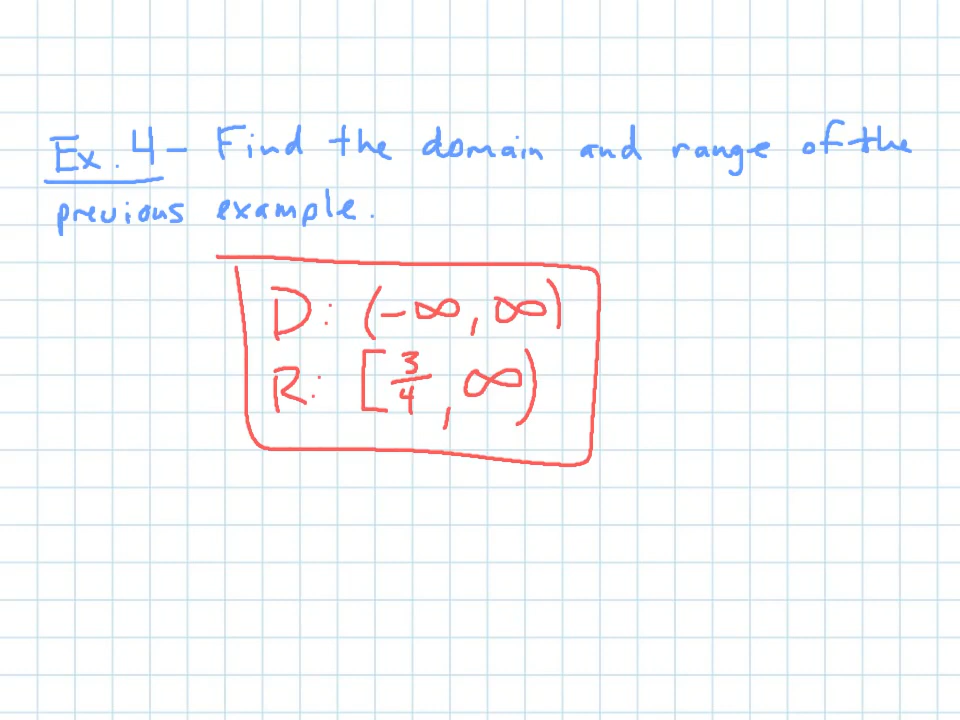 Ex. 4 - Find the domain and range of the
previous example.
D: (-∞, ∞)
R: [3/4, ∞)